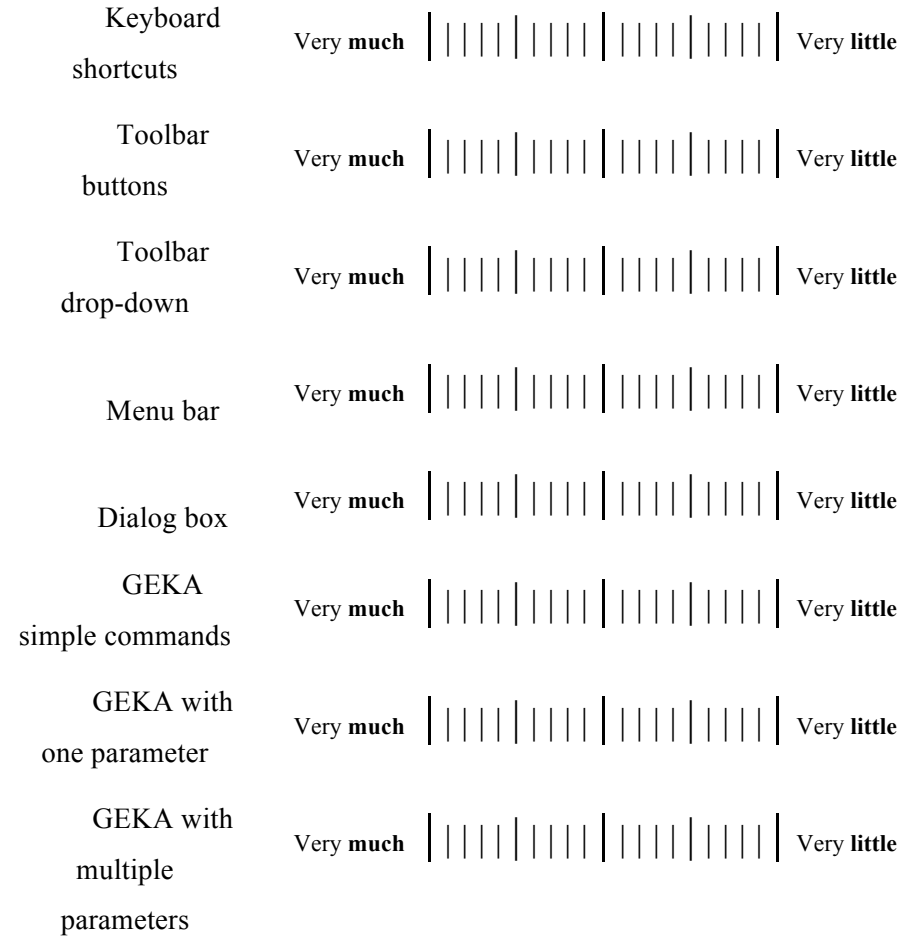 Keyboard
shortcuts
Very much Very little
Toolbar
buttons
Very much Very little
Toolbar
drop-down
Very much Very little
Menu bar
Very much Very little
Dialog box
Very much Very little
GEKA
simple commands
Very much Very little
GEKA with
one parameter
Very much Very little
GEKA with
multiple
parameters
Very much Very little